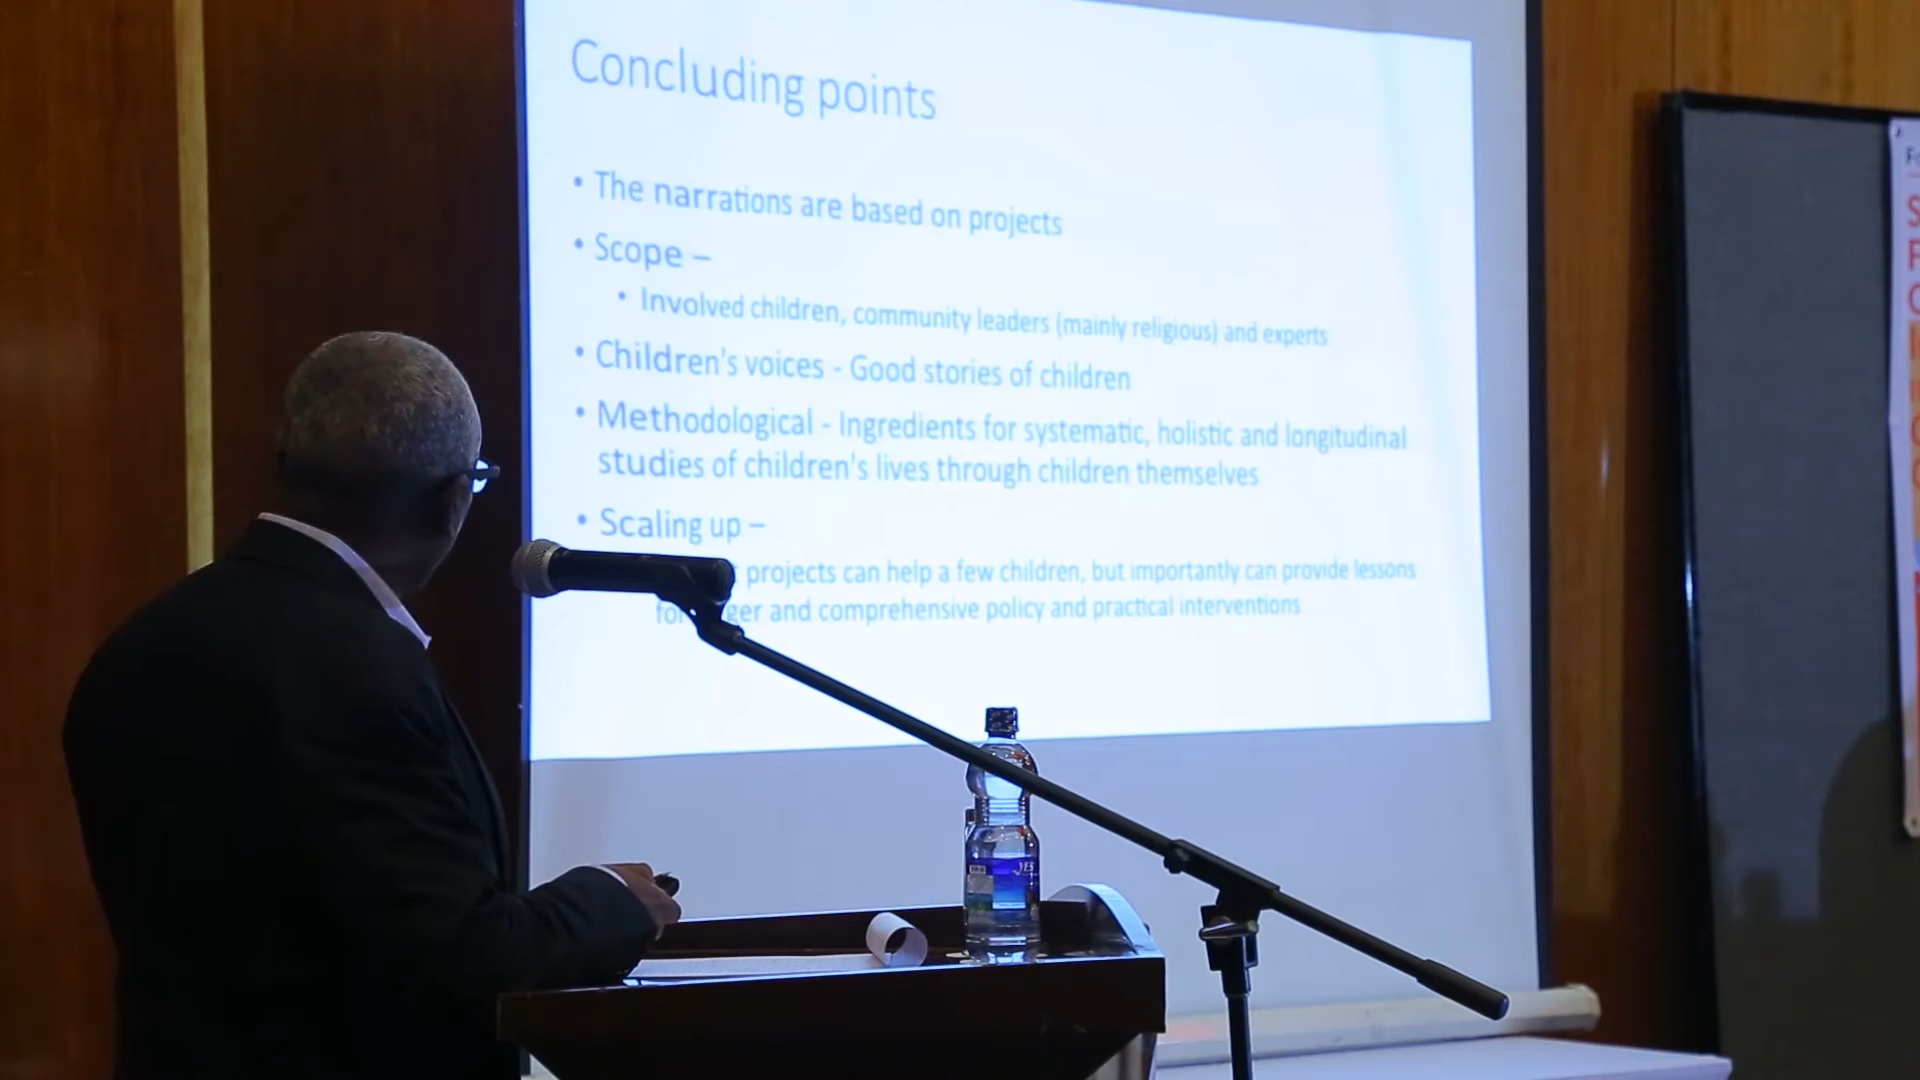 Concluding points
• The narrations are based on projects
• Scope –
• Involved children, community leaders (mainly religious) and experts
• Children's voices - Good stories of children
• Methodological - Ingredients for systematic, holistic and longitudinal
studies of children's lives through children themselves
• Scaling up –
projects can help a few children, but importantly can provide lessons
and comprehensive policy and practical interventions
YES